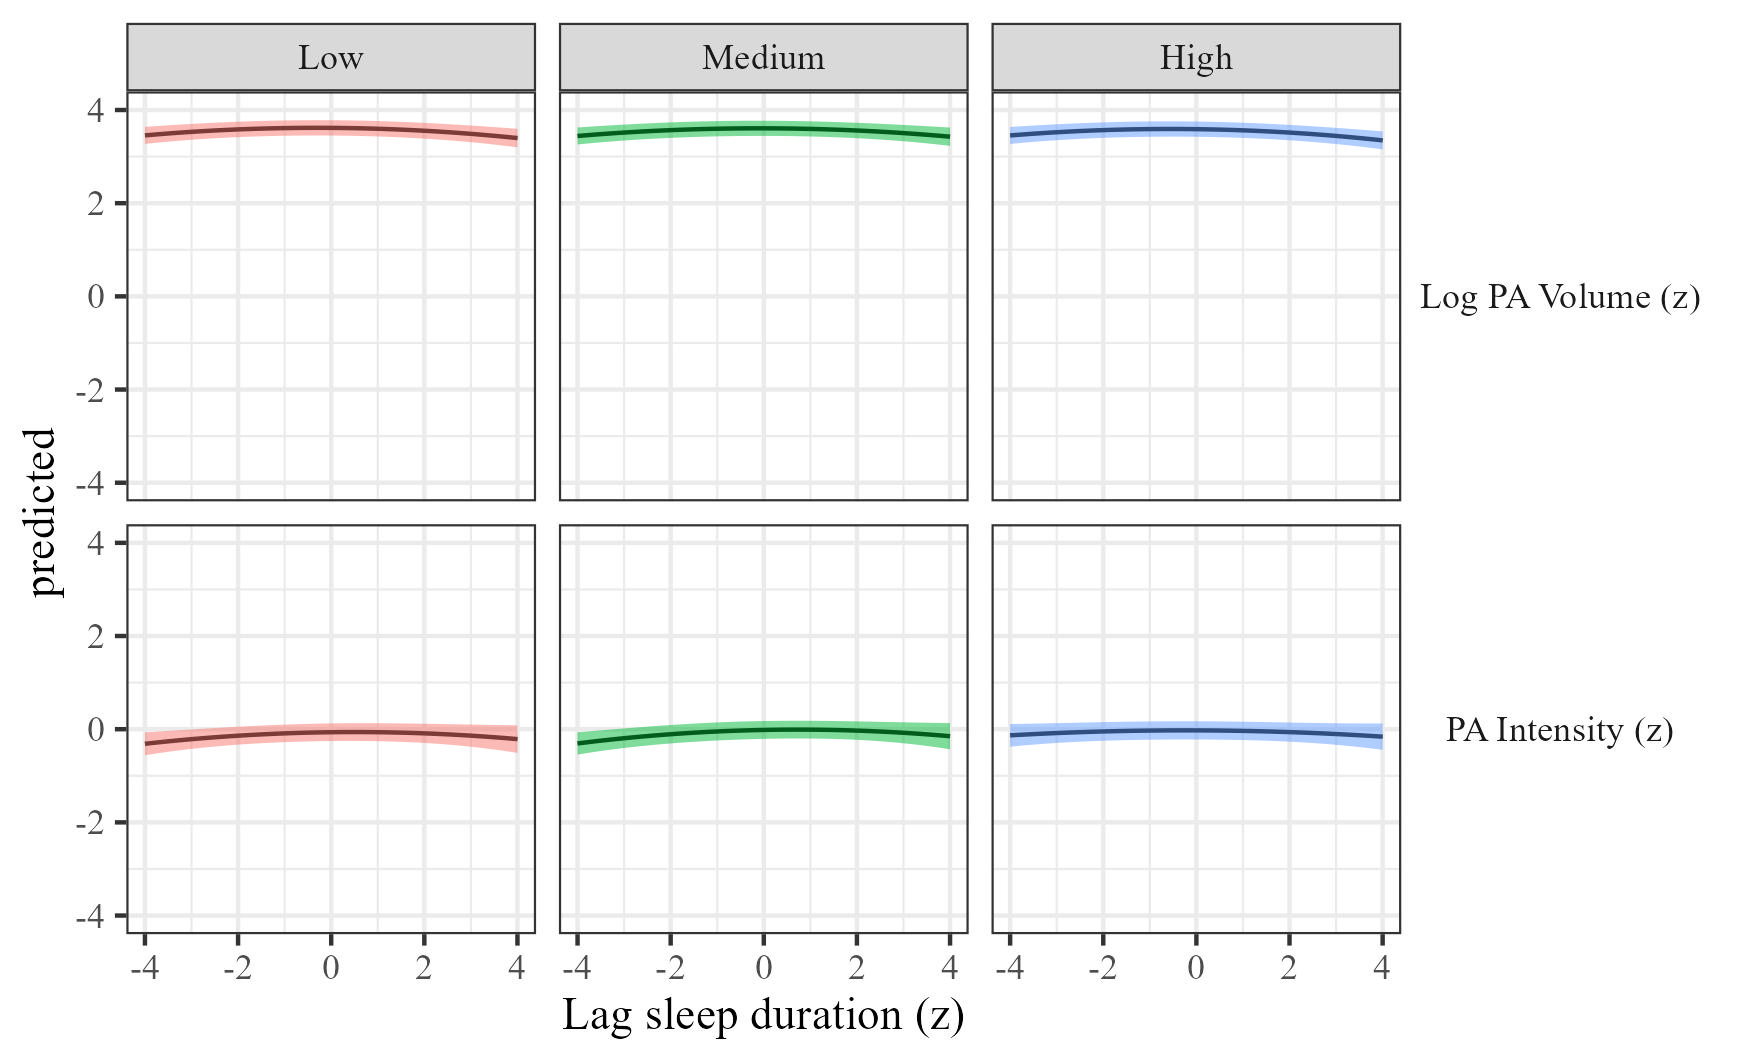 Low Medium High
4
2
0
-2
-4
Log PA Volume (z)
predicted
4
2
0
-2
-4
PA Intensity (z)
-4 -2 0 2 4 -4 -2 0 2 4 -4 -2 0 2 4
Lag sleep duration (z)